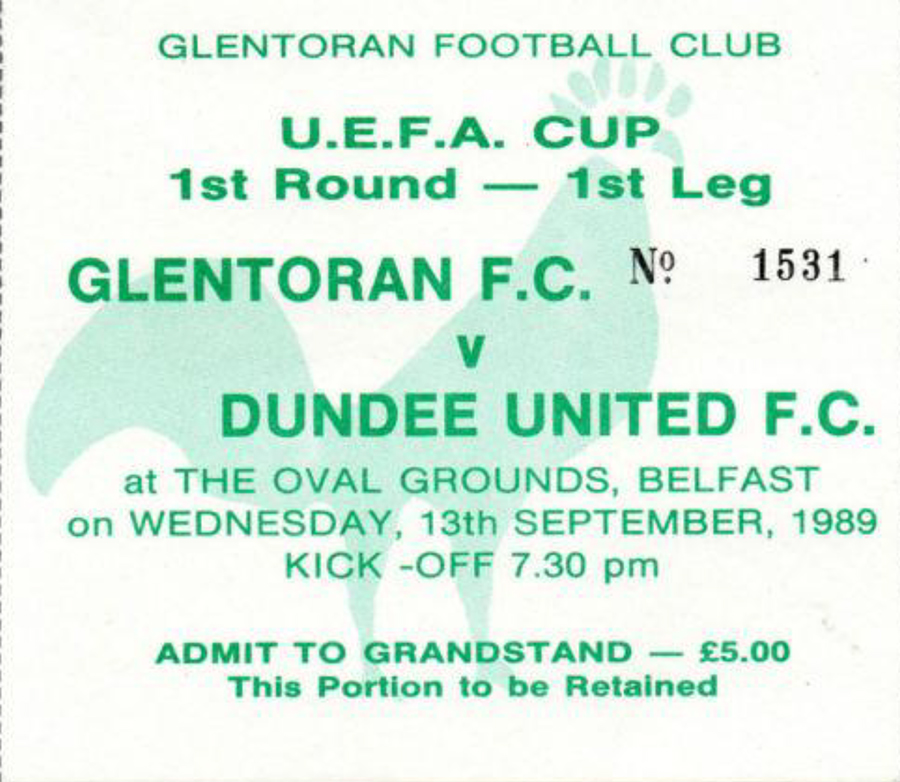 GLENTORAN FOOTBALL CLUB
U.E.F.A. CUP
1st Round — 1st Leg
GLENTORAN F.C. Nº 1531
v
DUNDEE UNITED F.C.
at THE OVAL GROUNDS, BELFAST
on WEDNESDAY, 13th SEPTEMBER, 1989
KICK -OFF 7.30 pm
ADMIT TO GRANDSTAND — £5.00
This Portion to be Retained